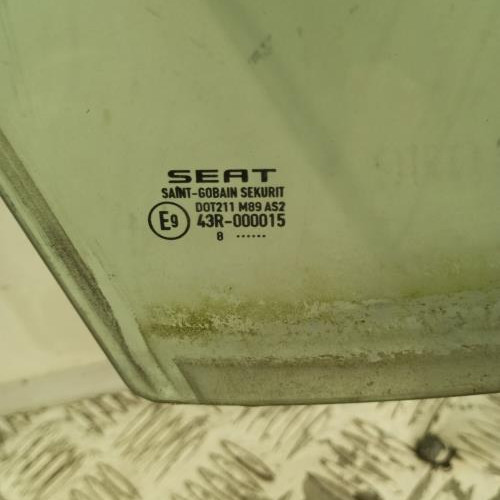 SEAT
SAINT-GOBAIN SEKURIT
DOT211 M89 AS2
E9 43R-000015
8 ......